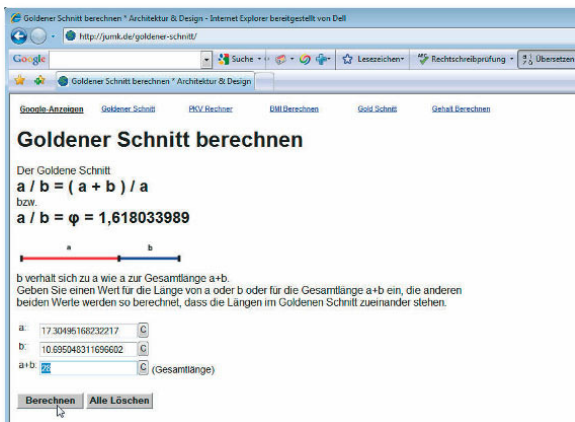 Goldener Schnitt berechnen * Architektur & Design - Internet Explorer bereitgestellt von Dell
http://jumk.de/goldener-schnitt/
Google Suche Lesezeichen Rechtschreibprüfung Übersetzen
Goldener Schnitt berechnen * Architektur & Design
Google-Anzeigen Goldener Schnitt PKV Rechner BMI Berechnen Gold Schnitt Gehalt Berechnen
Goldener Schnitt berechnen
Der Goldene Schnitt
a / b = ( a + b ) / a
bzw.
a / b = φ = 1,618033989
a b
b verhält sich zu a wie a zur Gesamtlänge a+b.
Geben Sie einen Wert für die Länge von a oder b oder für die Gesamtlänge a+b ein, die anderen
beiden Werte werden so berechnet, dass die Längen im Goldenen Schnitt zueinander stehen.
a: 17.30495168232217 C
b: 10.695048311696602 C
a+b: 28 C (Gesamtlänge)
Berechnen Alle Löschen